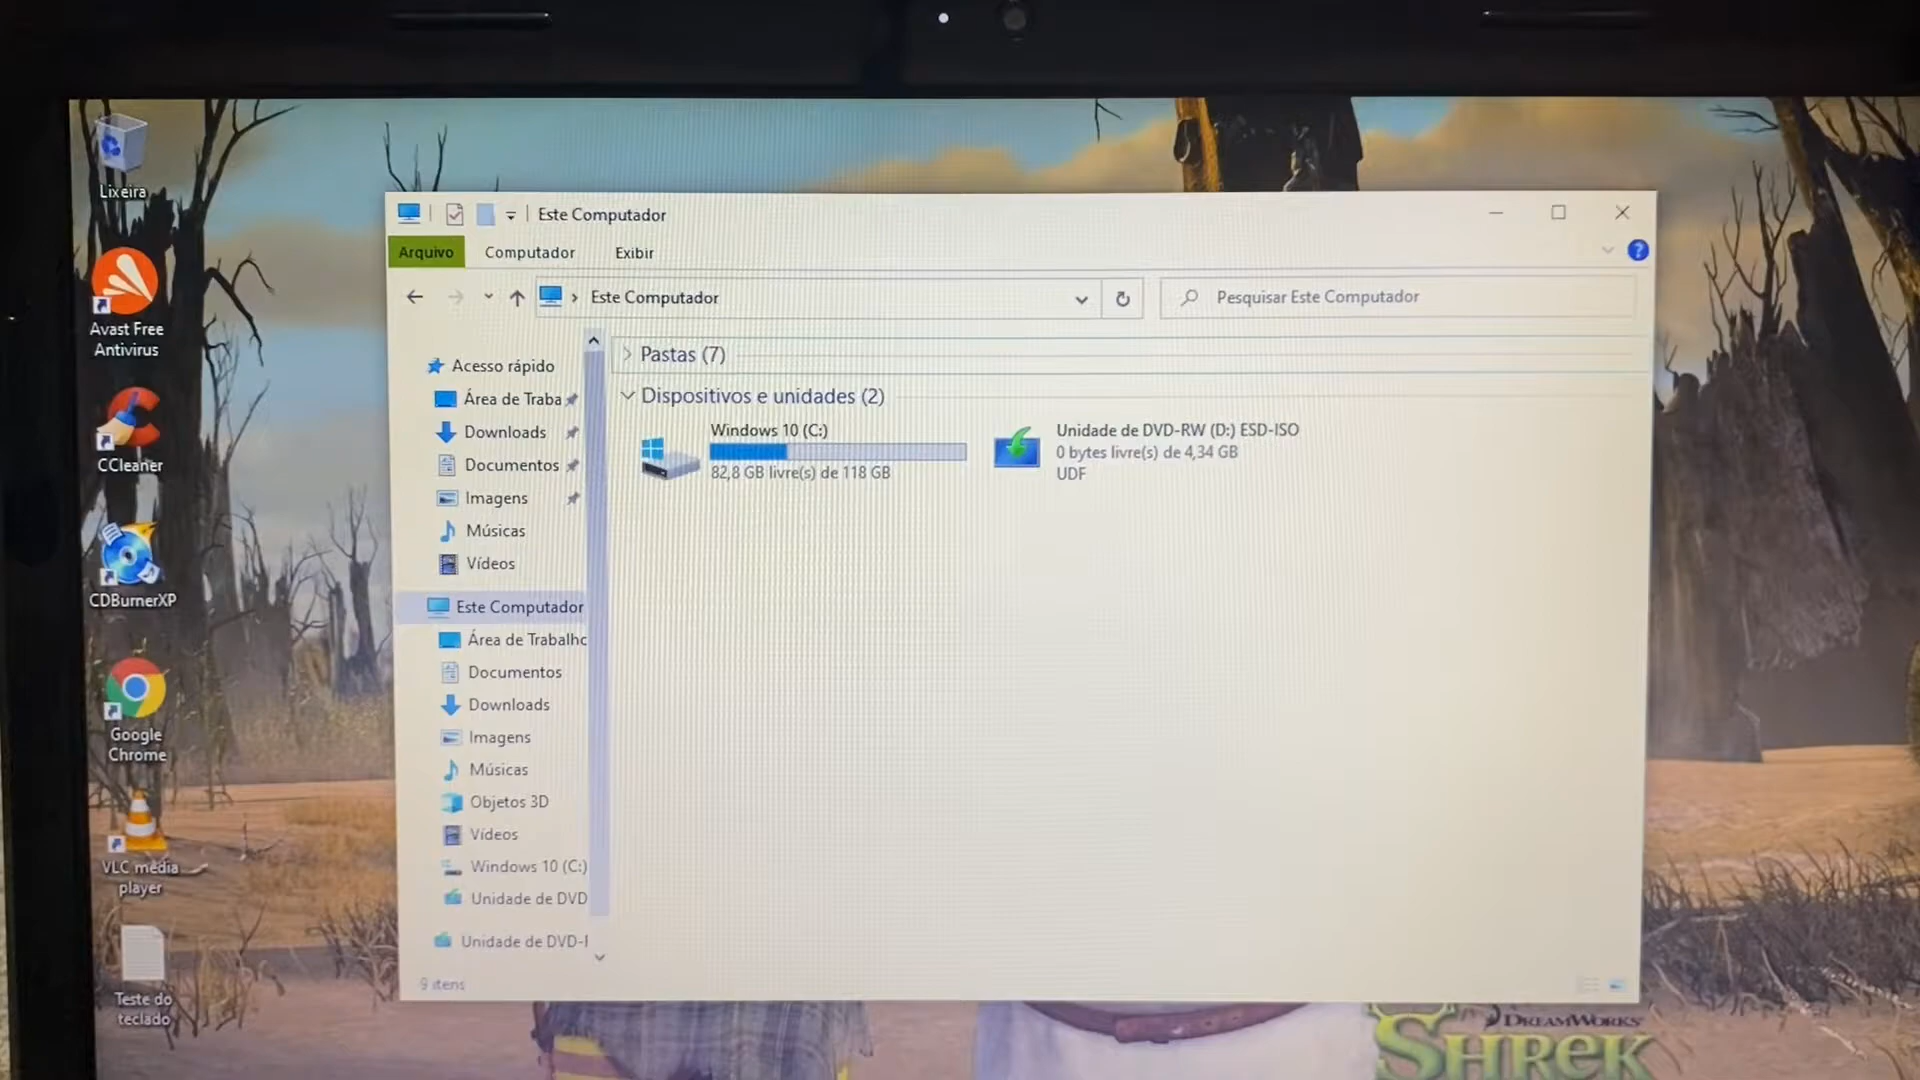 Lixeira
Avast Free
Antivirus
CCleaner
CDBurnerXP
Google
Chrome
VLC media
player
Teste do
teclado
Este Computador
Arquivo
Computador
Exibir
Este Computador
Pesquisar Este Computador
Acesso rápido
Área de Traba
Downloads
Documentos
Imagens
Músicas
Vídeos
Este Computador
Área de Trabalho
Documentos
Downloads
Imagens
Músicas
Objetos 3D
Vídeos
Windows 10 (C:)
Unidade de DVD
Unidade de DVD-
9 itens
Pastas (7)
Dispositivos e unidades (2)
Windows 10 (C:)
82,8 GB livre(s) de 118 GB
Unidade de DVD-RW (D:) ESD-ISO
0 bytes livre(s) de 4,34 GB
UDF
DREAMWORKS
SHREK